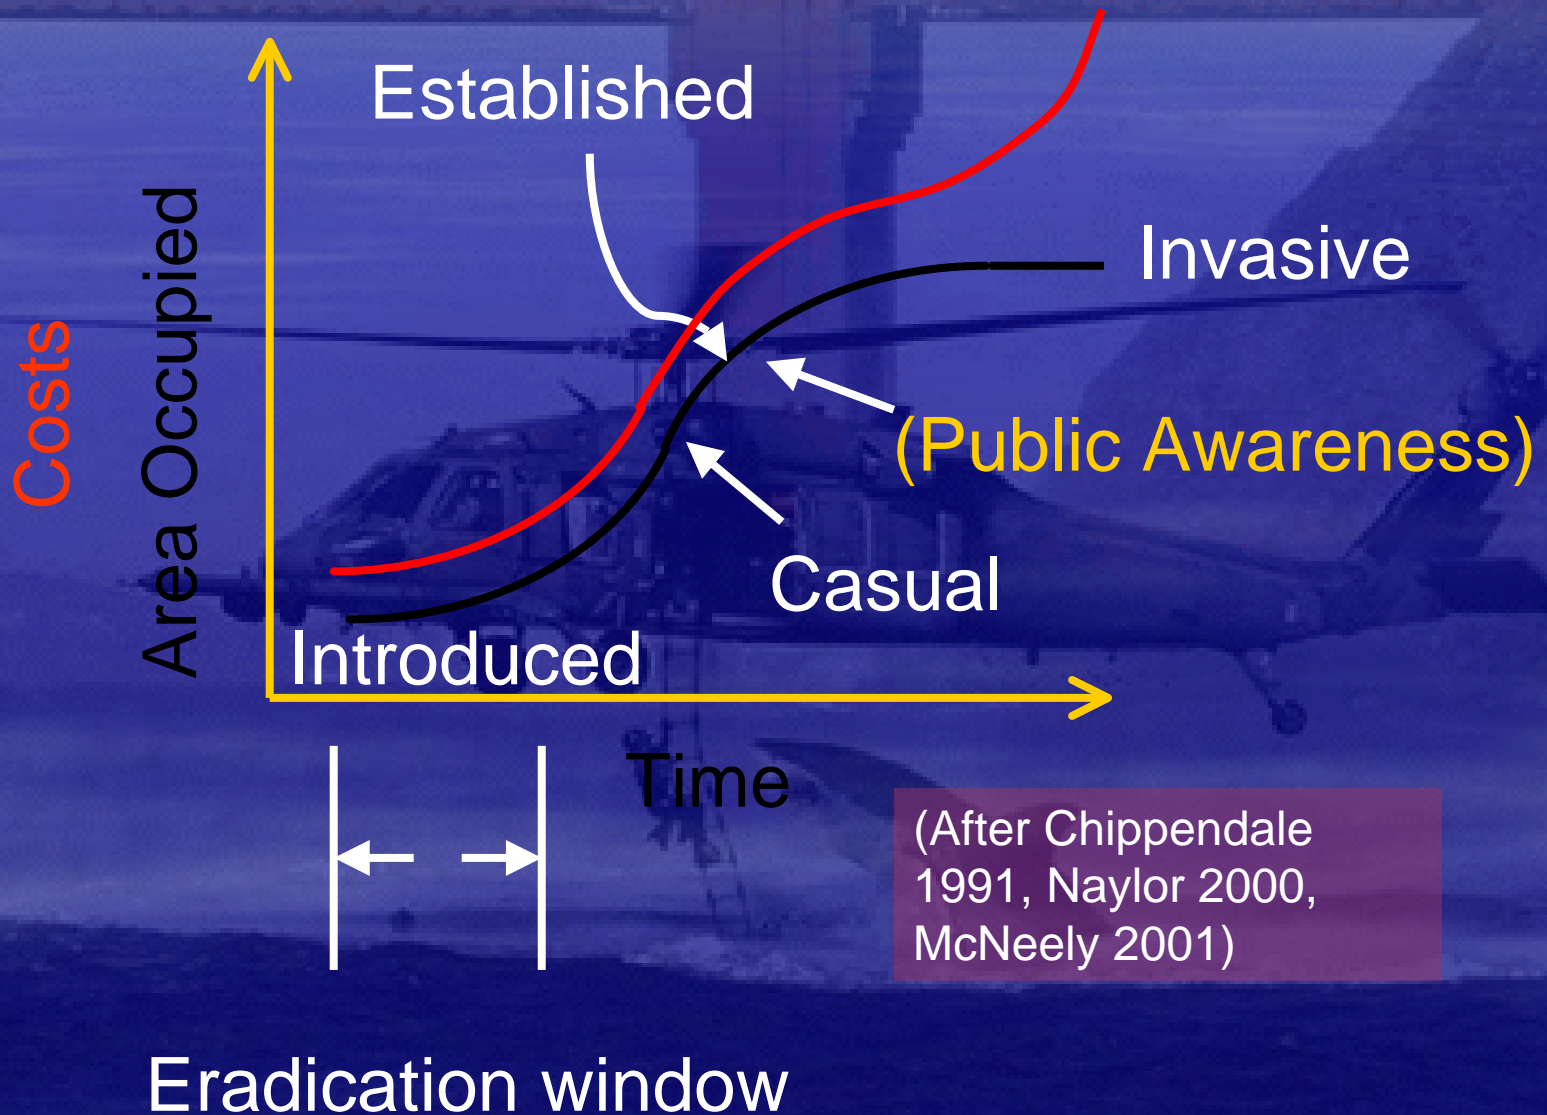 Established
Invasive
Costs
Area Occupied
(Public Awareness)
Casual
Introduced
Time
(After Chippendale
1991, Naylor 2000,
McNeely 2001)
Eradication window